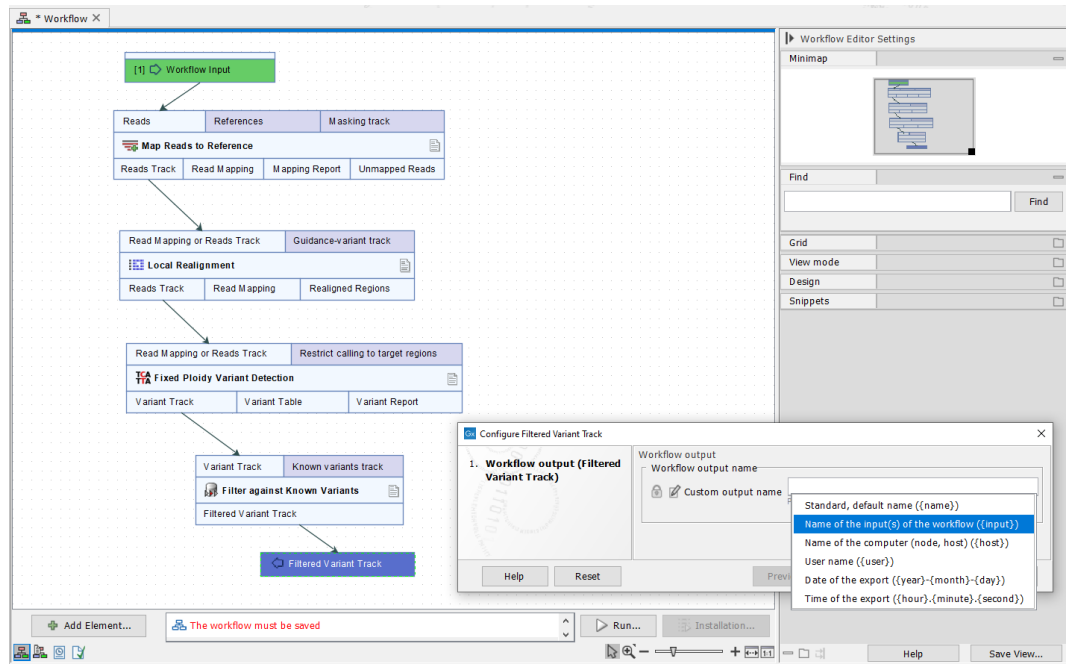 * Workflow
Workflow Editor Settings
Minimap
[1] Workflow Input
Reads References Masking track
Map Reads to Reference
Reads Track Read Mapping Mapping Report Unmapped Reads
Find
Find
Read Mapping or Reads Track Guidance-variant track
Local Realignment
Reads Track Read Mapping Realigned Regions
Grid
View mode
Design
Snippets
Read Mapping or Reads Track Restrict calling to target regions
TCA
TTA Fixed Ploidy Variant Detection
Variant Track Variant Table Variant Report
Variant Track Known variants track
Filter against Known Variants
Filtered Variant Track
Filtered Variant Track
Gx Configure Filtered Variant Track
1. Workflow output (Filtered
Variant Track)
Workflow output
Workflow output name
Custom output name
Standard, default name ({name})
Name of the input(s) of the workflow ({input})
Name of the computer (node, host) ({host})
User name ({user})
Date of the export ({year}-{month}-{day})
Time of the export ({hour}.{minute}.{second})
Help Reset
Add Element...
The workflow must be saved
Run... Installation...
1:1
Help Save View...